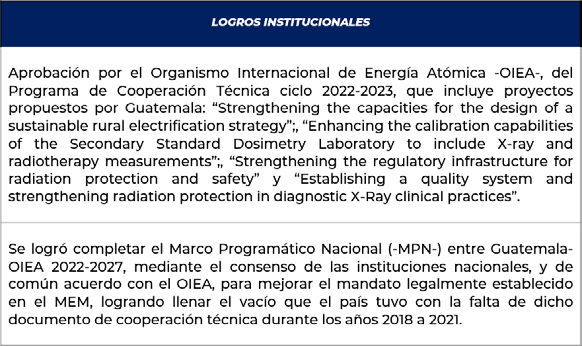 LOGROS INSTITUCIONALES
Aprobación por el Organismo Internacional de Energía Atómica -OIEA-, del
Programa de Cooperación Técnica ciclo 2022-2023, que incluye proyectos
propuestos por Guatemala: “Strengthening the capacities for the design of a
sustainable rural electrification strategy”;, “Enhancing the calibration capabilities
of the Secondary Standard Dosimetry Laboratory to include X-ray and
radiotherapy measurements”;, “Strengthening the regulatory infrastructure for
radiation protection and safety” y “Establishing a quality system and
strengthening radiation protection in diagnostic X-Ray clinical practices”.
Se logró completar el Marco Programático Nacional (-MPN-) entre Guatemala-
OIEA 2022-2027, mediante el consenso de las instituciones nacionales, y de
común acuerdo con el OIEA, para mejorar el mandato legalmente establecido
en el MEM, logrando llenar el vacío que el país tuvo con la falta de dicho
documento de cooperación técnica durante los años 2018 a 2021.